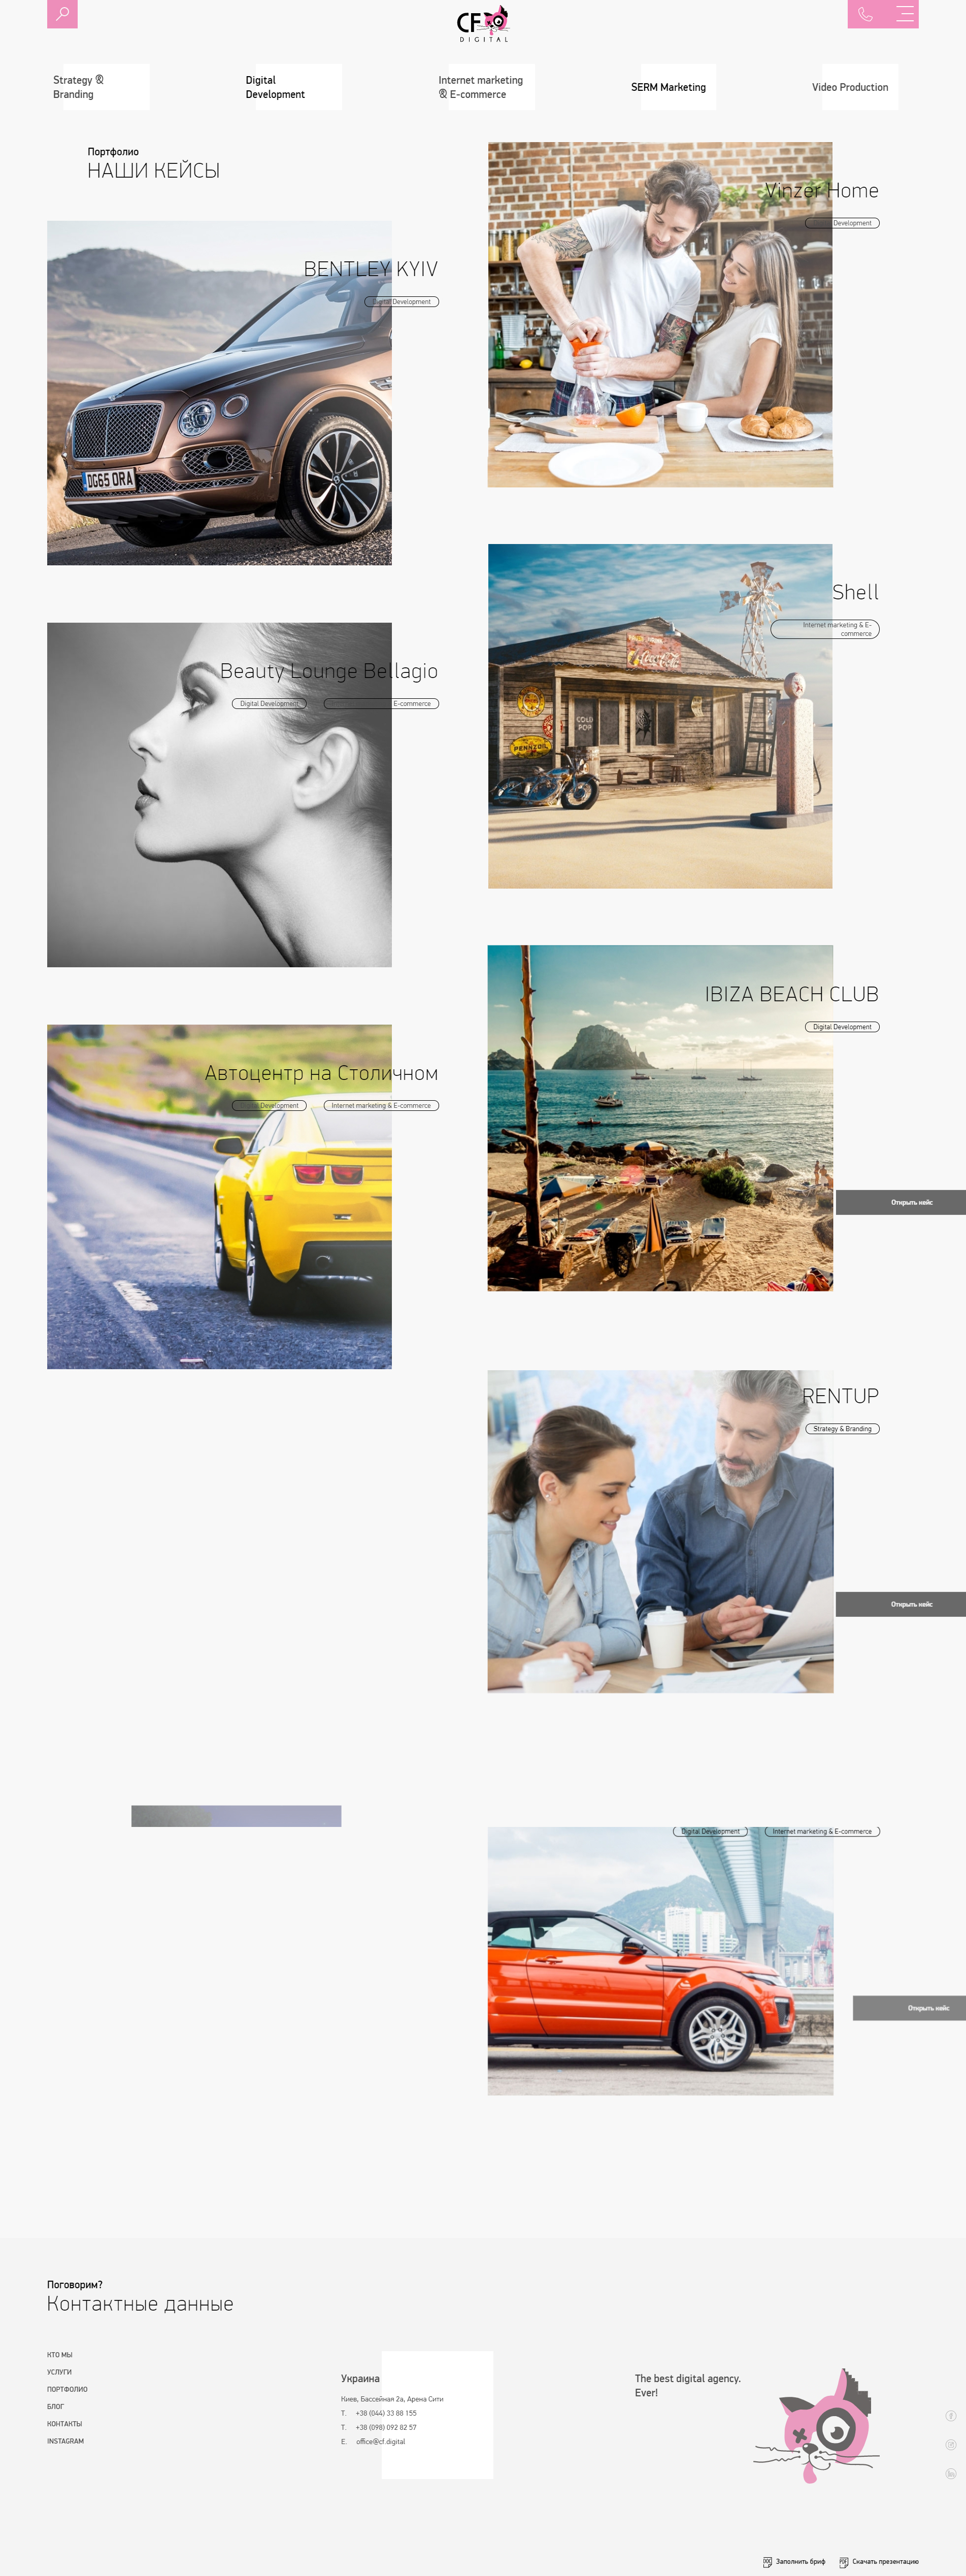 CF
DIGITAL
Strategy &
Branding
Digital
Development
Internet marketing
& E-commerce
SERM Marketing
Video Production
Портфолио
НАШИ КЕЙСЫ
Vinzer Home
Development
BENTLEY KYIV
Digital Development
DG65 ORA
Shell
Internet marketing & E-
commerce
COLD
POP
PENNZOIL
Beauty Lounge Bellagio
Digital Development
E-commerce
IBIZA BEACH CLUB
Digital Development
Автоцентр на Столичном
Development
Internet marketing & E-commerce
Открыть кейс
RENTUP
Strategy & Branding
Открыть кейс
Digital Development
Internet marketing & E-commerce
Открыть кейс
Поговорим?
Контактные данные
КТО МЫ
УСЛУГИ
ПОРТФОЛИО
БЛОГ
КОНТАКТЫ
INSTAGRAM
Украина
Киев, Бассейная 2а, Арена Сити
T. +38 (044) 33 88 155
T. +38 (098) 092 82 57
E. office@cf.digital
The best digital agency.
Ever!
Заполнить бриф
Скачать презентацию